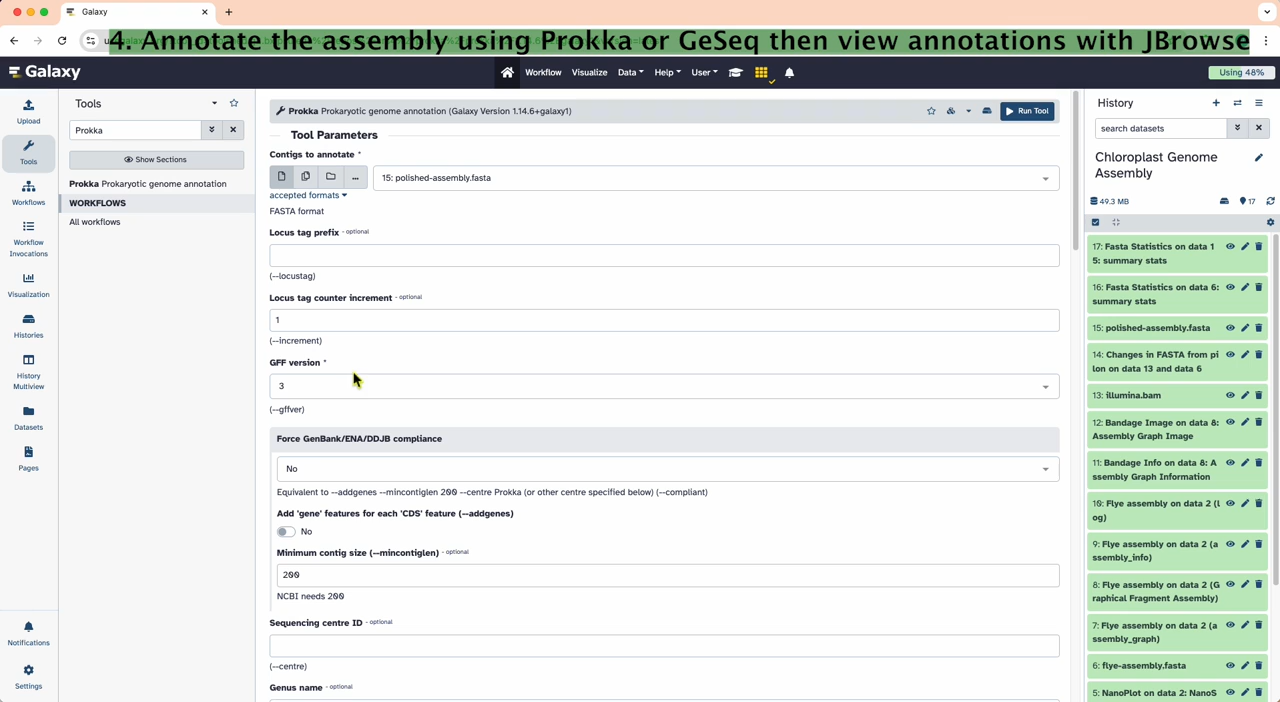 Galaxy
4. Annotate the assembly using Prokka or GeSeq then view annotations with JBrowse
Galaxy
Workflow
Visualize
Data
Help
User
Using 48%
Upload
Tools
Workflows
Workflow
Invocations
Visualization
Histories
History
Multiview
Datasets
Pages
Notifications
Settings
Tools
Prokka
Show Sections
Prokka Prokaryotic genome annotation
WORKFLOWS
All workflows
Prokka Prokaryotic genome annotation (Galaxy Version 1.14.6+galaxy1)
Run Tool
Tool Parameters
Contigs to annotate *
15: polished-assembly.fasta
accepted formats
FASTA format
Locus tag prefix - optional
(--locustag)
Locus tag counter increment - optional
1
(--increment)
GFF version *
3
(--gffver)
Force GenBank/ENA/DDJB compliance
No
Equivalent to --addgenes --mincontiglen 200 --centre Prokka (or other centre specified below) (--compliant)
Add 'gene' features for each 'CDS' feature (--addgenes)
No
Minimum contig size (--mincontiglen) - optional
200
NCBI needs 200
Sequencing centre ID - optional
(--centre)
Genus name - optional
History
search datasets
Chloroplast Genome
Assembly
49.3 MB
17
17: Fasta Statistics on data 1
5: summary stats
16: Fasta Statistics on data 6:
summary stats
15: polished-assembly.fasta
14: Changes in FASTA from pi
lon on data 13 and data 6
13: illumina.bam
12: Bandage Image on data 8:
Assembly Graph Image
11: Bandage Info on data 8: A
ssembly Graph Information
10: Flye assembly on data 2 (l
og)
9: Flye assembly on data 2 (a
ssembly_info)
8: Flye assembly on data 2 (G
raphical Fragment Assembly)
7: Flye assembly on data 2 (a
ssembly_graph)
6: flye-assembly.fasta
5: NanoPlot on data 2: NanoS